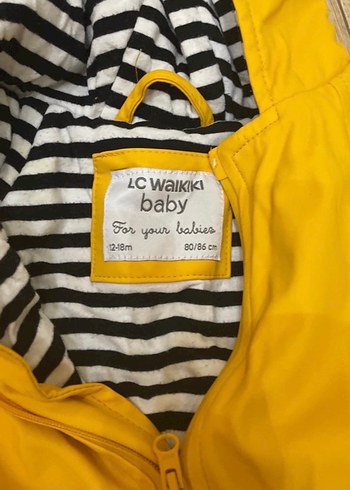 LC WAIKIKI
baby
For your babies
12-18m 80/86 cm